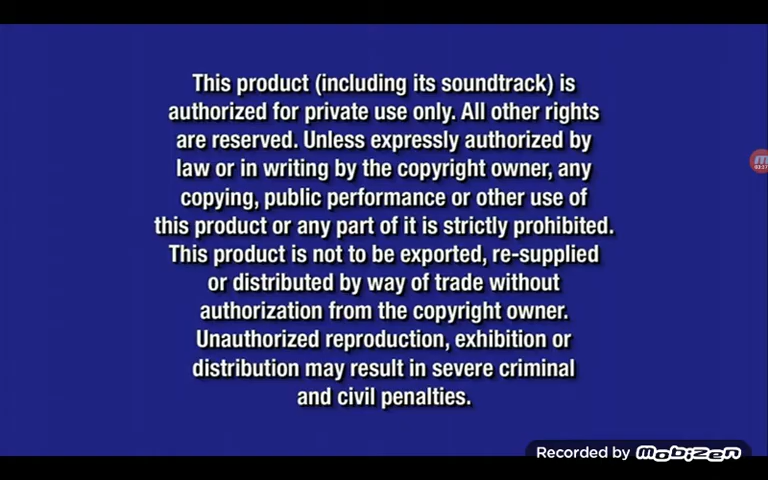 This product (including its soundtrack) is
authorized for private use only. All other rights
are reserved. Unless expressly authorized by
law or in writing by the copyright owner, any
copying, public performance or other use of
this product or any part of it is strictly prohibited.
This product is not to be exported, re-supplied
or distributed by way of trade without
authorization from the copyright owner.
Unauthorized reproduction, exhibition or
distribution may result in severe criminal
and civil penalties.
Recorded by mobizen